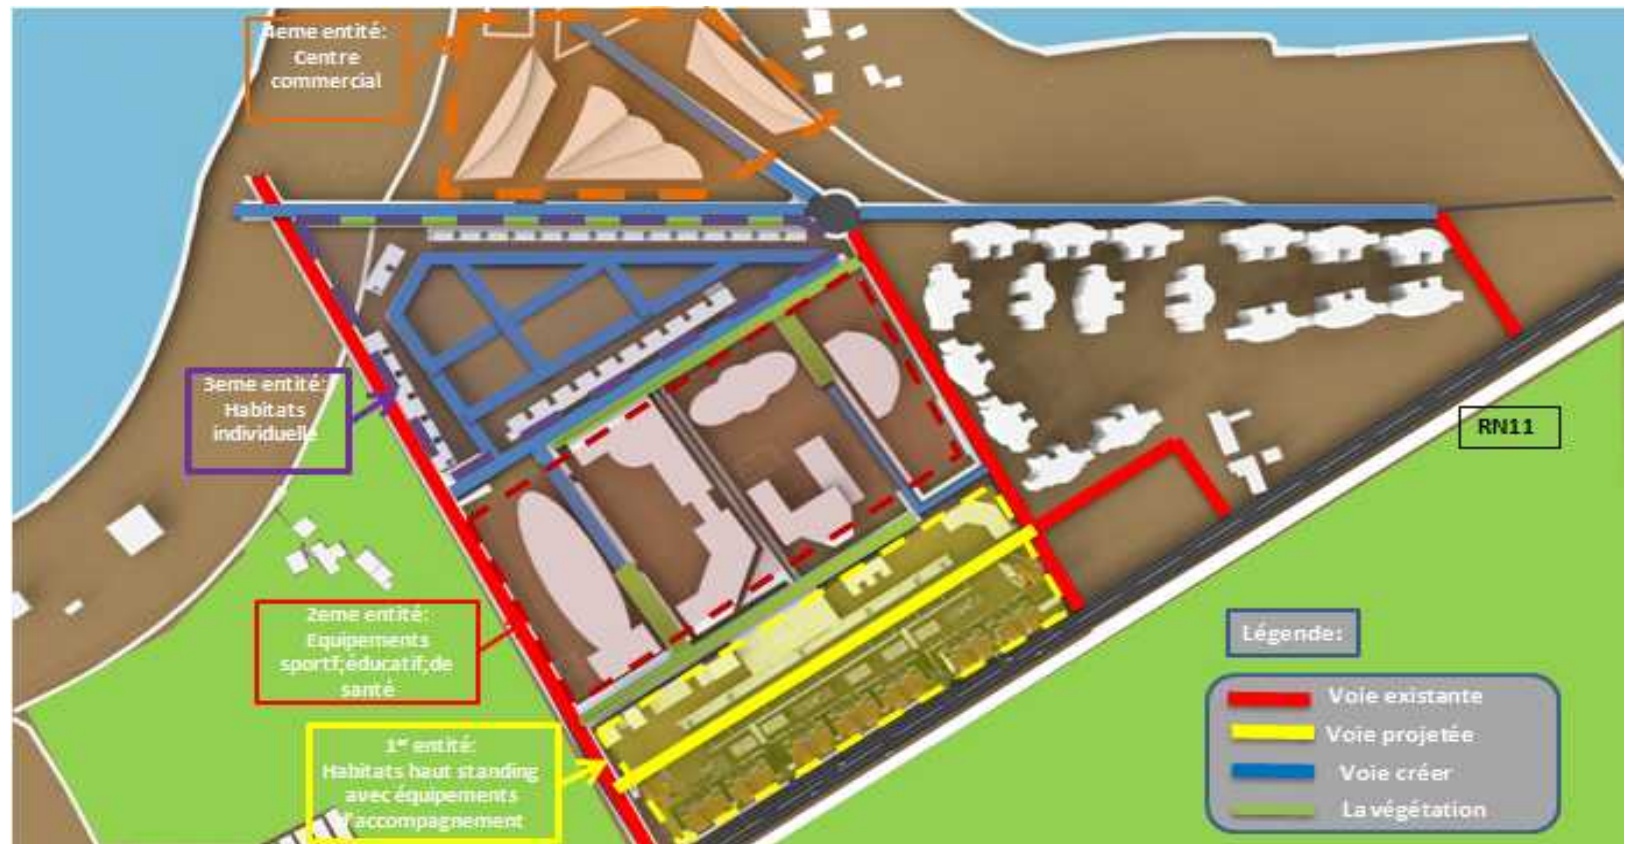 4eme entité:
Centre
commercial
3eme entité:
Habitats
individuelle
RN11
2eme entité:
Equipements
sportf;éducatif;de
santé
1er entité:
Habitats haut standing
avec équipements
d'accompagnement
Légende:
Voie existante
Voie projetée
Voie créer
La végétation